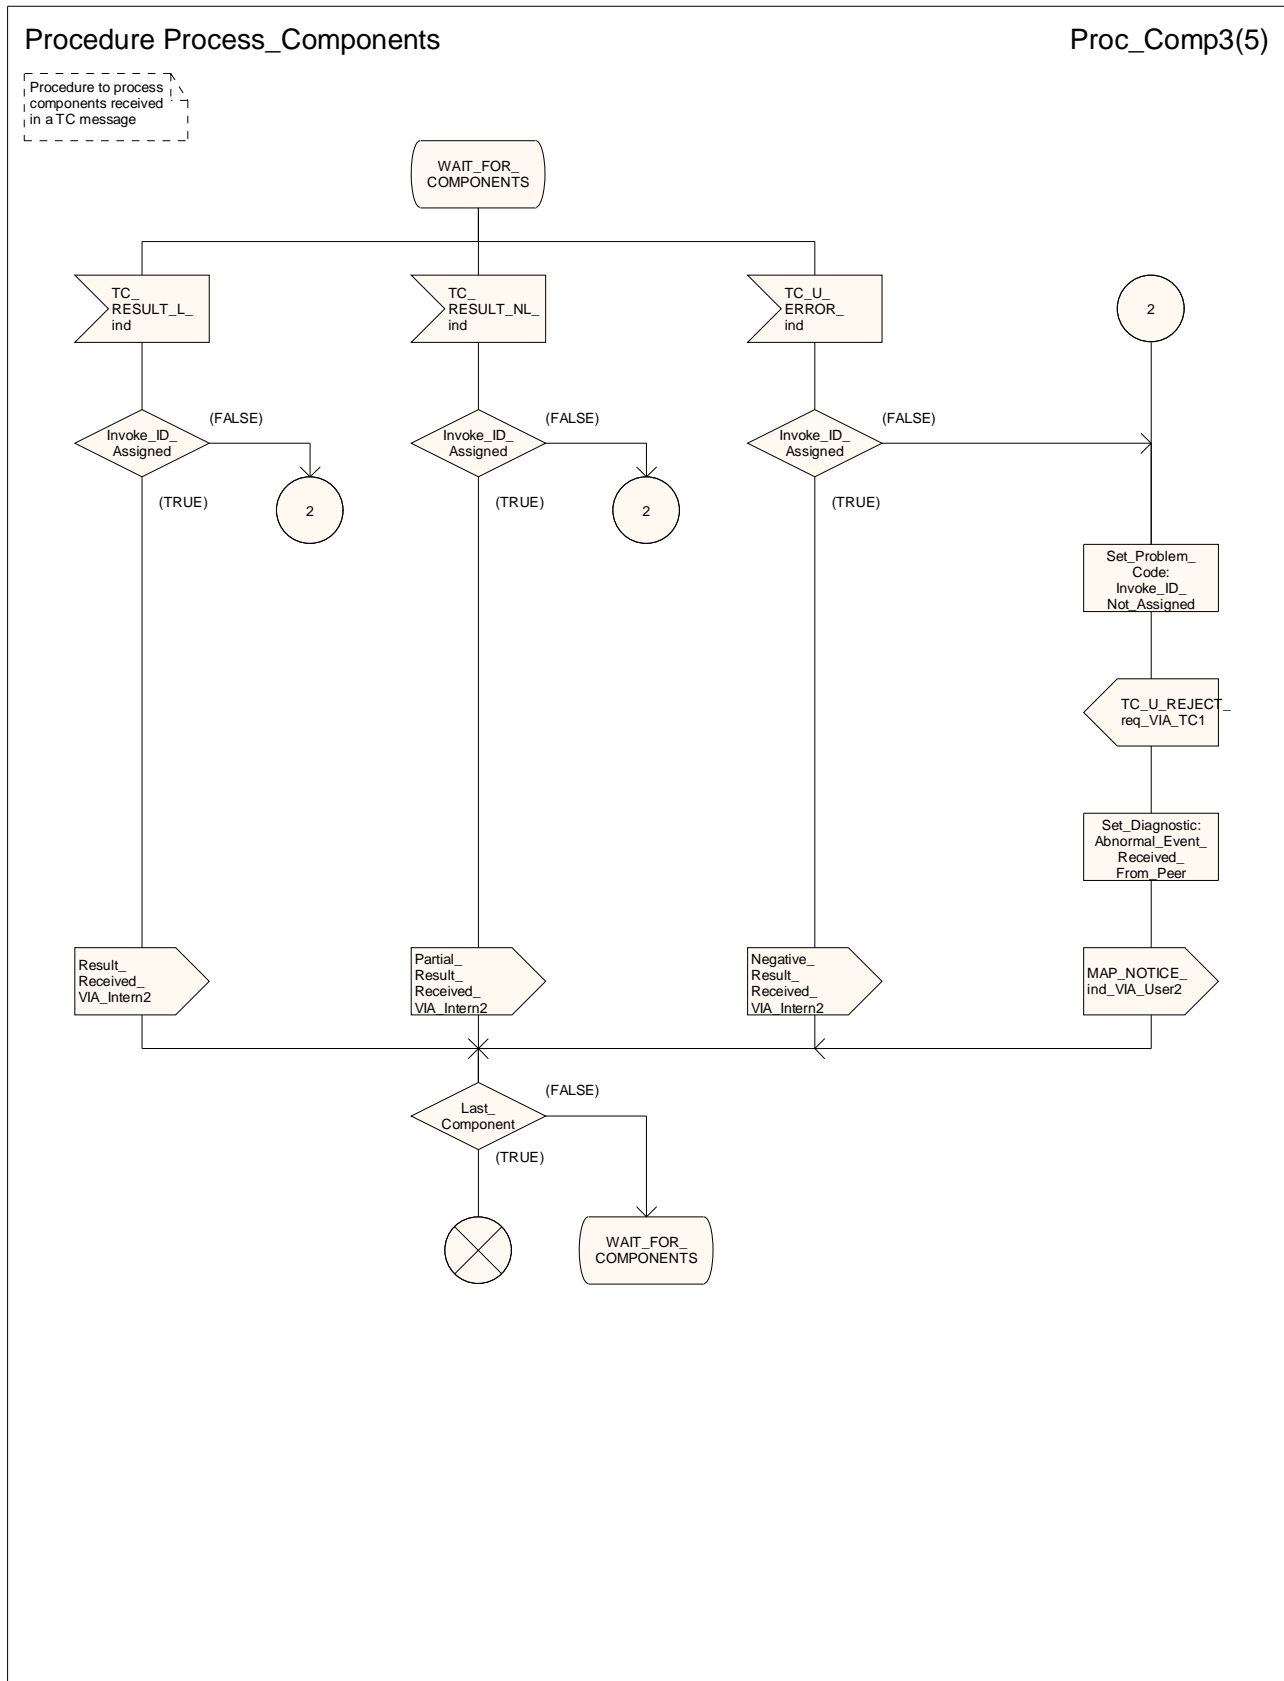 Procedure Process_Components
Proc_Comp3(5)
Procedure to process
components received
in a TC message
WAIT_FOR_
COMPONENTS
TC_
RESULT_L_
ind
TC_
RESULT_NL_
ind
TC_U_
ERROR_
ind
2
Invoke_ID_
Assigned
(FALSE)
(TRUE)
2
Invoke_ID_
Assigned
(FALSE)
(TRUE)
2
Invoke_ID_
Assigned
(FALSE)
(TRUE)
Set_Problem_
Code:
Invoke_ID_
Not_Assigned
TC_U_REJECT_
req_VIA_TC1
Set_Diagnostic:
Abnormal_Event_
Received_
From_Peer
Result_
Received_
VIA_Intern2
Partial_
Result_
Received_
VIA_Intern2
Negative_
Result_
Received_
VIA_Intern2
MAP_NOTICE_
ind_VIA_User2
Last_
Component
(FALSE)
(TRUE)
WAIT_FOR_
COMPONENTS